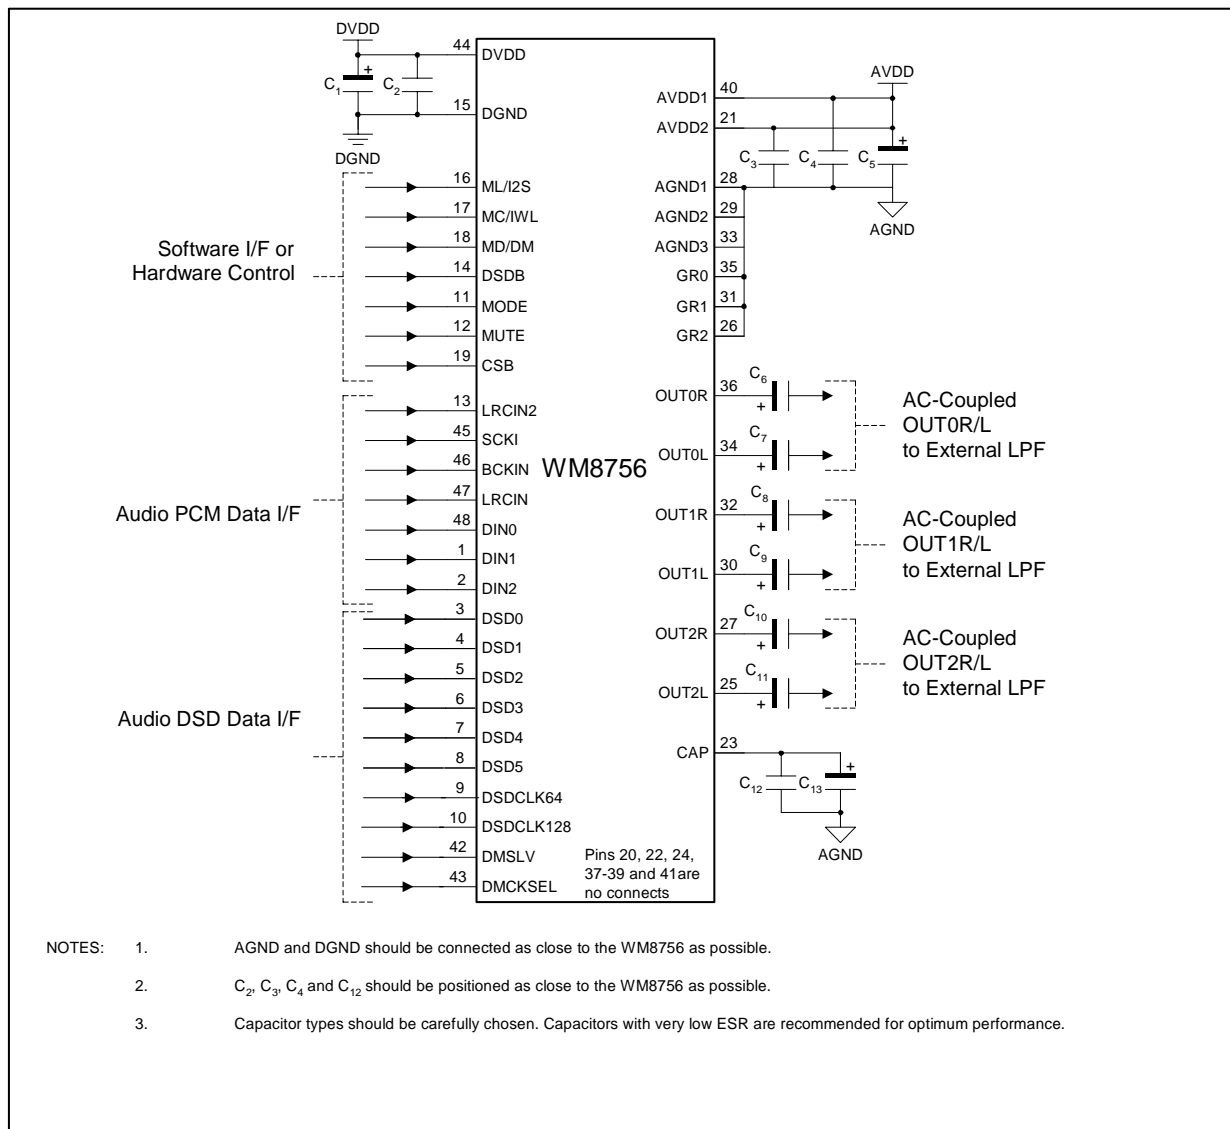 DVDD
44
DVDD
+
C1
C2
15
DGND
DGND
16
ML/I2S
17
MC/IWL
18
MD/DM
14
DSDB
11
MODE
12
MUTE
19
CSB
Software I/F or
Hardware Control
13
LRCIN2
45
SCKI
46
BCKIN
47
LRCIN
48
DIN0
1
DIN1
2
DIN2
Audio PCM Data I/F
3
DSD0
4
DSD1
5
DSD2
6
DSD3
7
DSD4
8
DSD5
9
DSDCLK64
10
DSDCLK128
42
DMSLV
43
DMCKSEL
Audio DSD Data I/F
WM8756
Pins 20, 22, 24,
37-39 and 41are
no connects
AVDD
AVDD1
40
AVDD2
21
C3
C4
C5
+
AGND1
28
AGND2
29
AGND3
33
GR0
35
GR1
31
GR2
26
AGND
OUT0R
36
C6
+
OUT0L
34
C7
+
AC-Coupled
OUT0R/L
to External LPF
OUT1R
32
C8
+
OUT1L
30
C9
+
AC-Coupled
OUT1R/L
to External LPF
OUT2R
27
C10
+
OUT2L
25
C11
+
AC-Coupled
OUT2R/L
to External LPF
CAP
23
C12
C13
+
AGND
NOTES: 1. AGND and DGND should be connected as close to the WM8756 as possible.
2. C2, C3, C4 and C12 should be positioned as close to the WM8756 as possible.
3. Capacitor types should be carefully chosen. Capacitors with very low ESR are recommended for optimum performance.